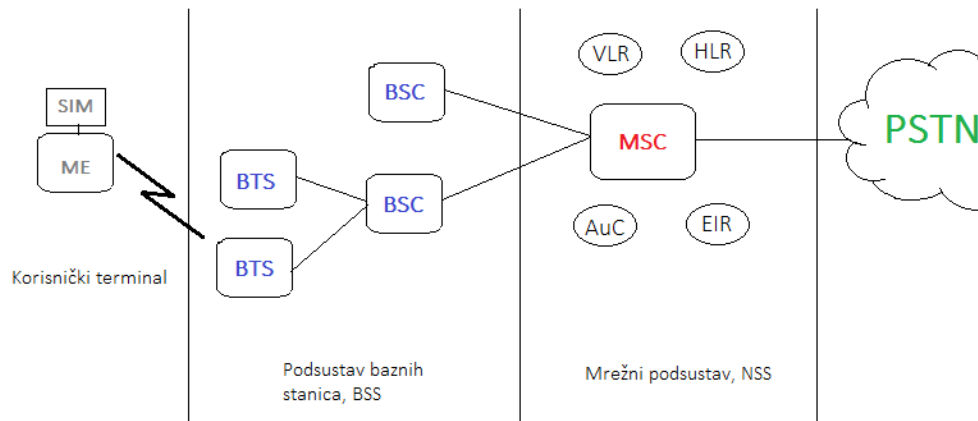 VLR
HLR
SIM
BSC
PSTN
MSC
ME
BTS
BSC
AuC
EIR
BTS
Korisnički terminal
Podsustav baznih
stanica, BSS
Mrežni podsustav, NSS